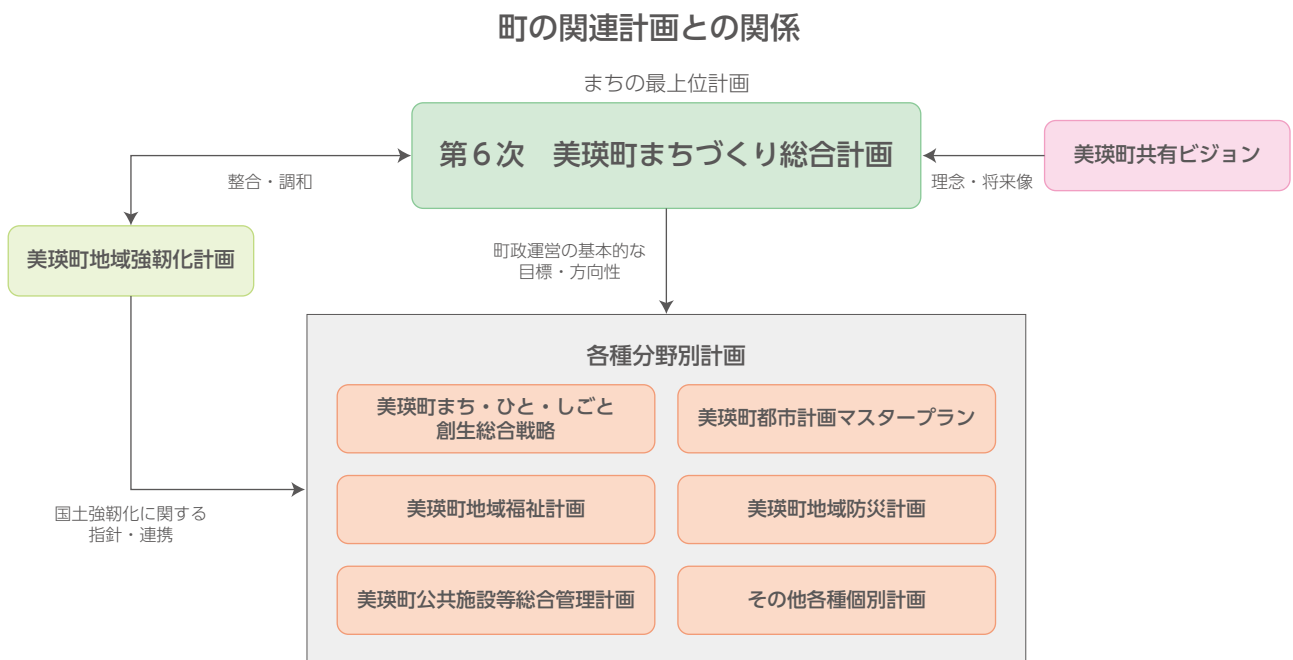 町の関連計画との関係
まちの最上位計画
第6次　美瑛町まちづくり総合計画
美瑛町共有ビジョン
整合・調和
理念・将来像
美瑛町地域強靭化計画
町政運営の基本的な
目標・方向性
各種分野別計画
美瑛町まち・ひと・しごと
創生総合戦略
美瑛町都市計画マスタープラン
美瑛町地域福祉計画
美瑛町地域防災計画
国土強靭化に関する
指針・連携
美瑛町公共施設等総合管理計画
その他各種個別計画